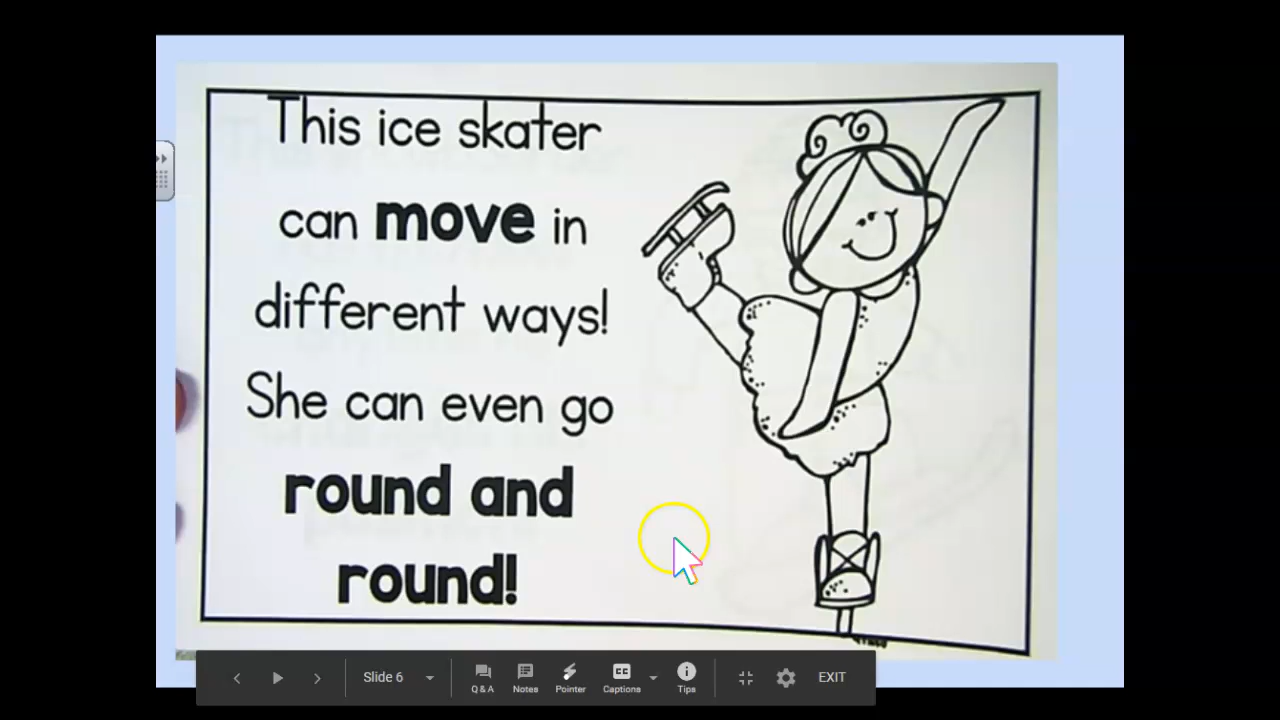 This ice skater
can move in
different ways!
She can even go
round and
round!
Slide 6
Q & A
Notes
Pointer
Captions
Tips
EXIT